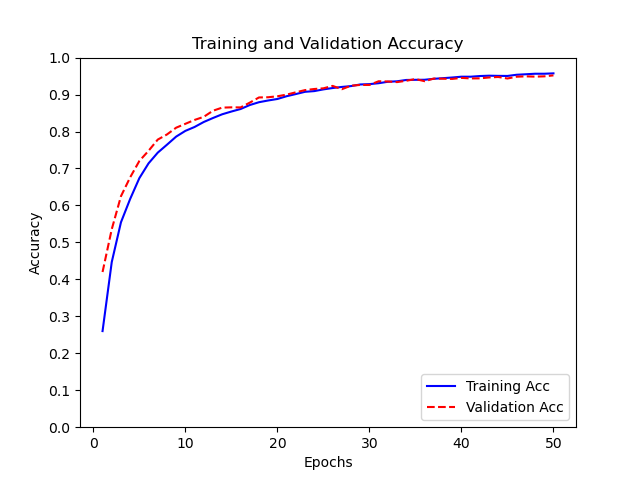 Training and Validation Accuracy
1.0
0.9
0.8
0.7
0.6
0.5
0.4
0.3
0.2
0.1
0.0
Accuracy
0 10 20 30 40 50
Epochs
Training Acc
Validation Acc